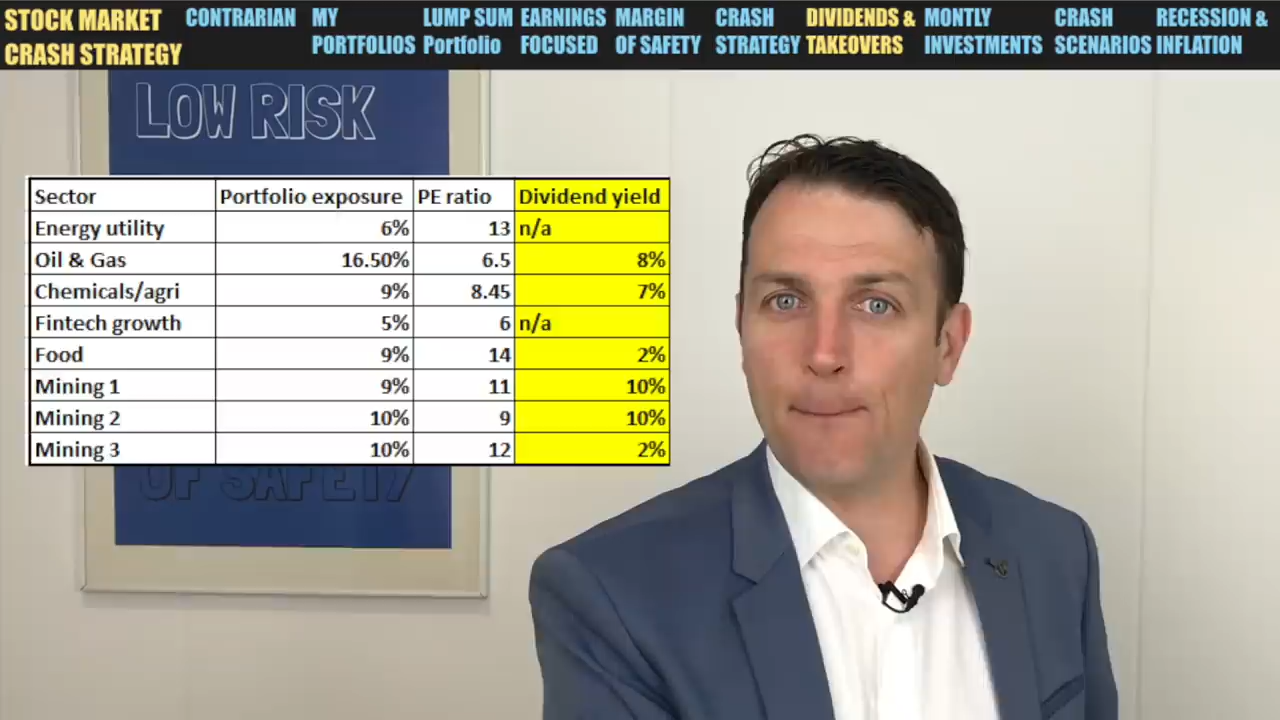 STOCK MARKET
CRASH STRATEGY
CONTRARIAN
MY
PORTFOLIOS
LUMP SUM
Portfolio
EARNINGS
FOCUSED
MARGIN
OF SAFETY
CRASH
STRATEGY
DIVIDENDS &
TAKEOVERS
MONTLY
INVESTMENTS
CRASH
SCENARIOS
RECESSION &
INFLATION
LOW RISK
Sector Portfolio exposure PE ratio Dividend yield
Energy utility 6% 13 n/a
Oil & Gas 16.50% 6.5 8%
Chemicals/agri 9% 8.45 7%
Fintech growth 5% 6 n/a
Food 9% 14 2%
Mining 1 9% 11 10%
Mining 2 10% 9 10%
Mining 3 10% 12 2%
OF SAFETY